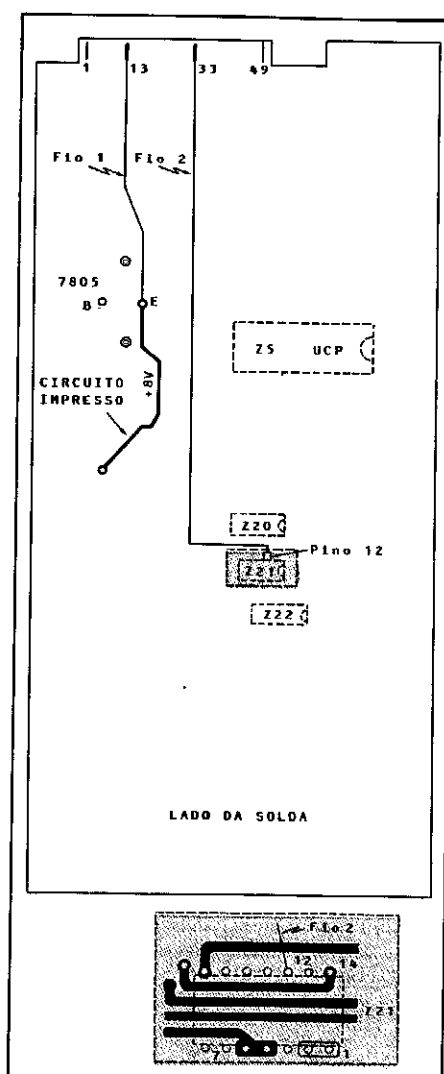 1 13 33 49
Fio 1 Fio 2
7805
B E
Z5 UCP
+8V
CIRCUITO
IMPRESSO
Z20
Pino 12
Z21
Z22
LADO DA SOLDA
Fio 2
12 14
Z21
7 1